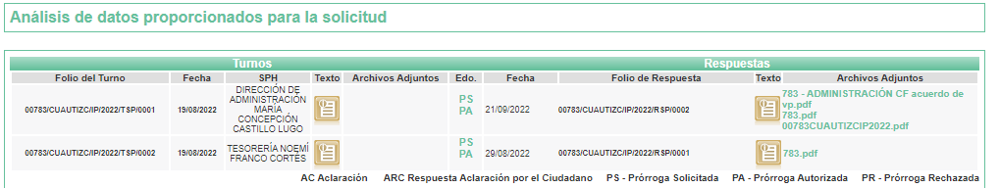 Análisis de datos proporcionados para la solicitud
Turnos Respuestas
Folio del Turno Fecha SPH Texto Archivos Adjuntos Edo. Fecha Folio de Respuesta Texto Archivos Adjuntos
00783/CUAUTIZC/IP/2022/TSP/0001 19/08/2022 DIRECCIÓN DE
ADMINISTRACIÓN
MARÍA
CONCEPCIÓN
CASTILLO LUGO PS
PA 21/09/2022 00783/CUAUTIZC/IP/2022/RSP/0002 783 - ADMINISTRACIÓN CF acuerdo de
vp.pdf
783.pdf
00783CUAUTIZCIP2022.pdf
00783/CUAUTIZC/IP/2022/TSP/0002 19/08/2022 TESORERÍA NOEMÍ
FRANCO CORTÉS PS
PA 29/08/2022 00783/CUAUTIZC/IP/2022/RSP/0001 783.pdf
AC Aclaración ARC Respuesta Aclaración por el Ciudadano PS - Prórroga Solicitada PA - Prórroga Autorizada PR - Prórroga Rechazada